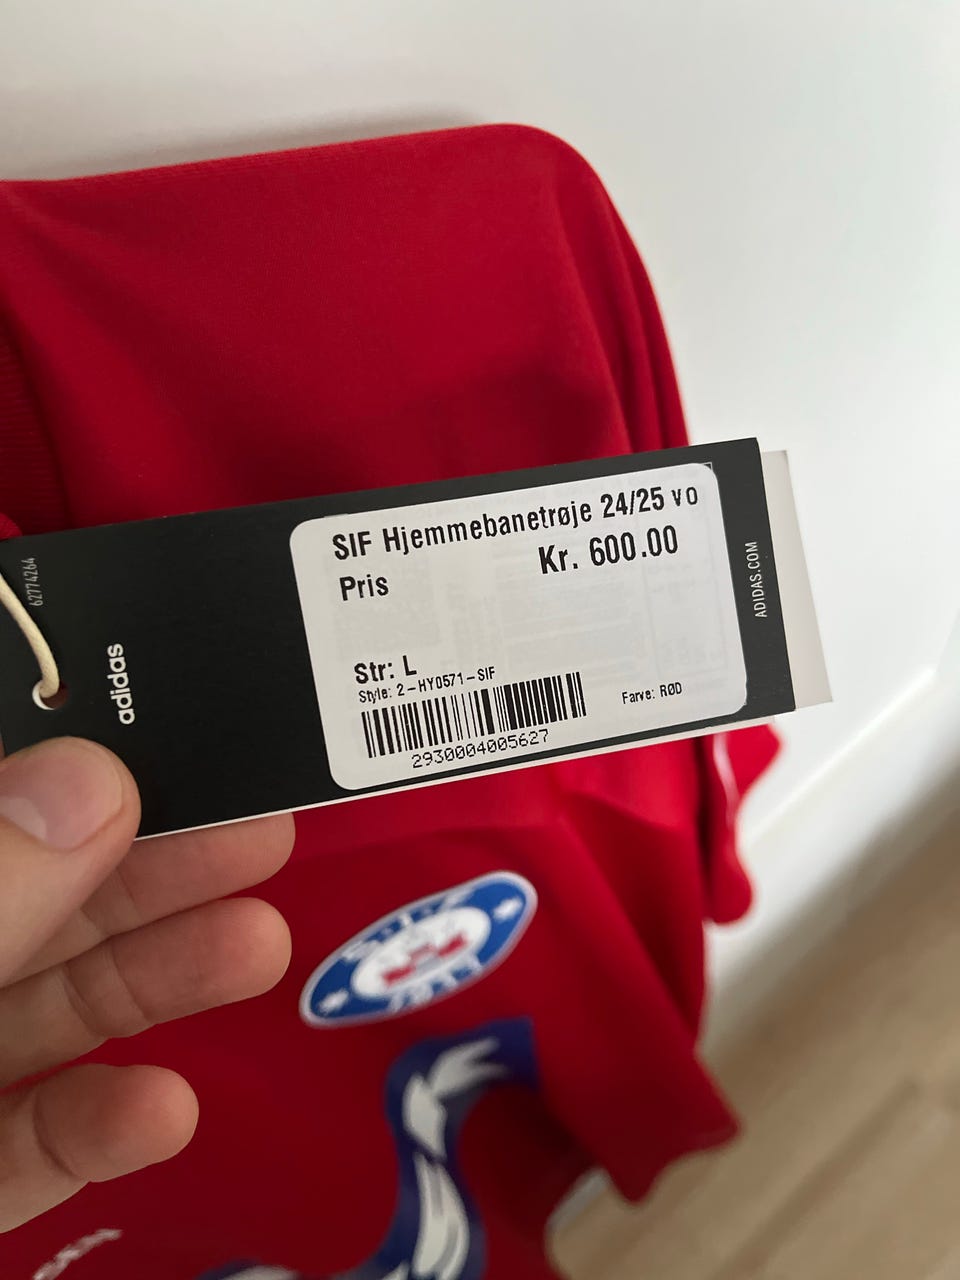 SIF Hjemmebanetrøje 24/25 VO
Pris Kr. 600.00
Str: L
Style: 2-HY0571-SIF
Farve: RØD
2930004005627
62774264
adidas
ADIDAS.COM